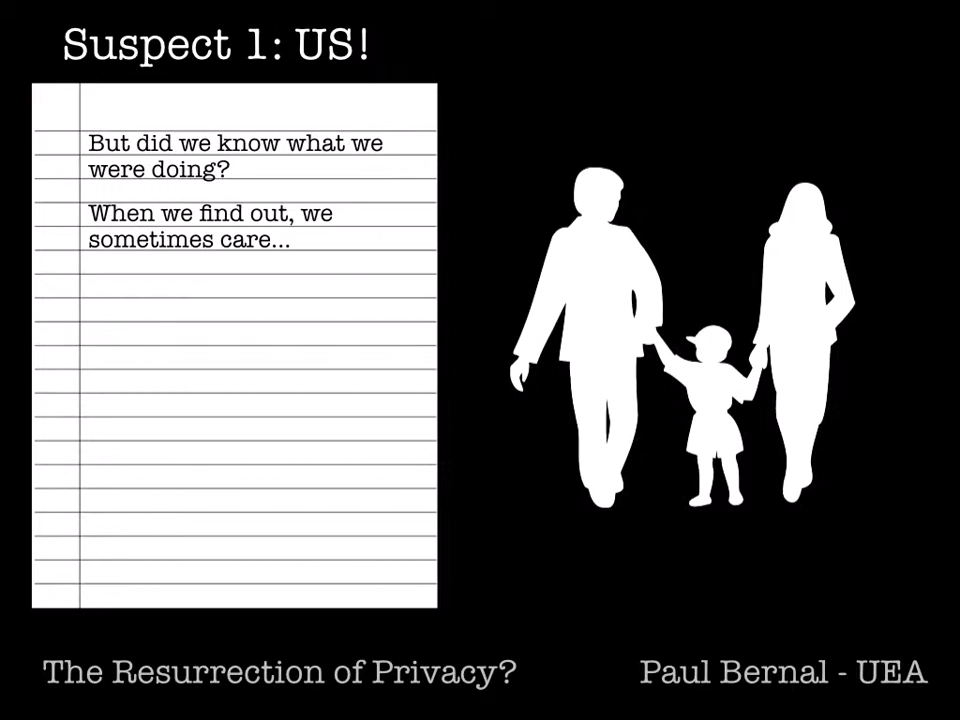 Suspect 1: US!
But did we know what we
were doing?
When we find out, we
sometimes care...
The Resurrection of Privacy?
Paul Bernal - UEA